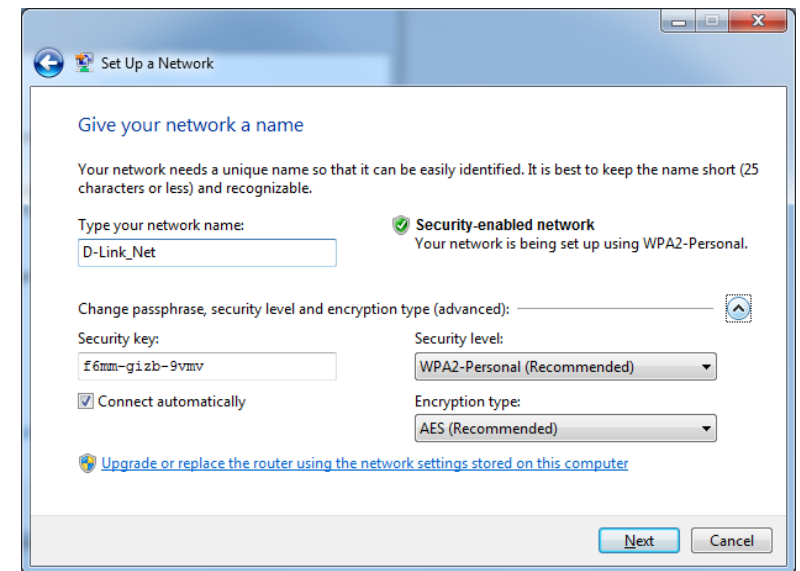 Set Up a Network
Give your network a name
Your network needs a unique name so that it can be easily identified. It is best to keep the name short (25
characters or less) and recognizable.
Type your network name:
D-Link_Net
Security-enabled network
Your network is being set up using WPA2-Personal.
Change passphrase, security level and encryption type (advanced):
Security key:
f6mm-gizb-9vmv
Security level:
WPA2-Personal (Recommended)
Connect automatically
Encryption type:
AES (Recommended)
Upgrade or replace the router using the network settings stored on this computer
Next
Cancel